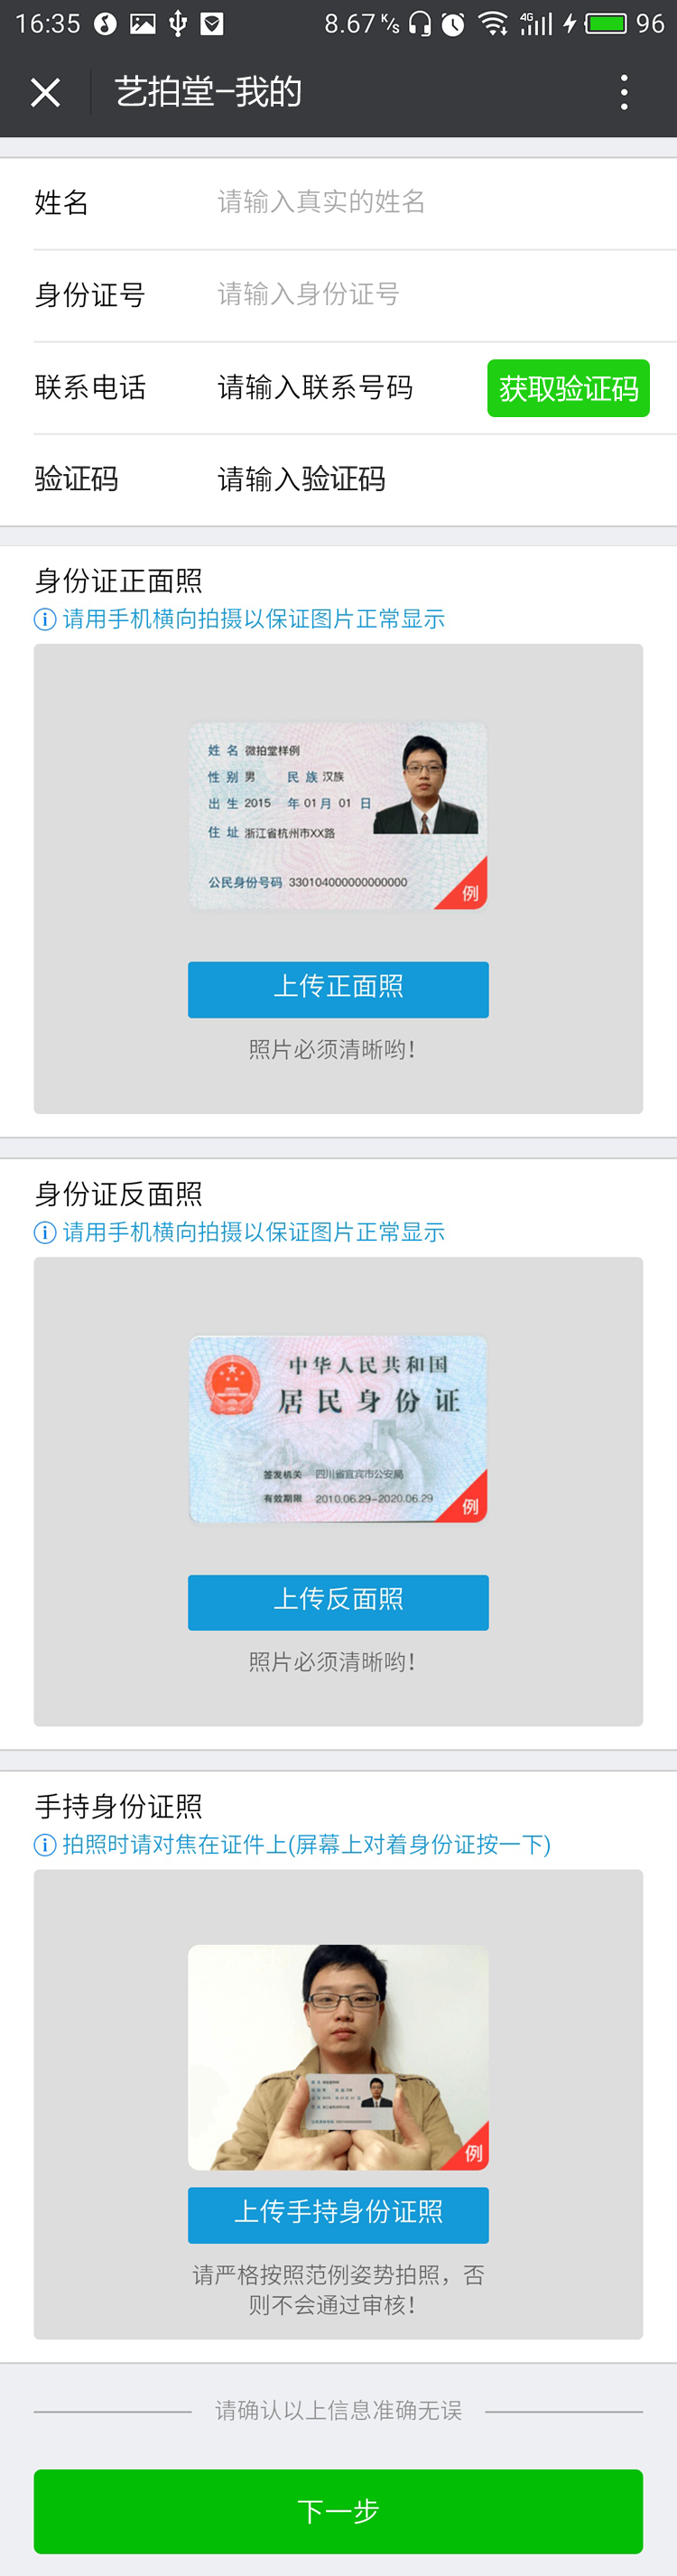 16:35 8.67 K/s 4G 96
艺拍堂-我的
姓名 请输入真实的姓名
身份证号 请输入身份证号
联系电话 请输入联系号码 获取验证码
验证码 请输入验证码
身份证正面照
请用手机横向拍摄以保证图片正常显示
姓名 微拍堂样例
性别 男 民族 汉族
出生 2015 年 01 月 01 日
住址 浙江省杭州市XX路
公民身份号码 330104000000000000
例
上传正面照
照片必须清晰哟！
身份证反面照
请用手机横向拍摄以保证图片正常显示
中华人民共和国
居民身份证
签发机关 四川省宜宾市公安局
有效期限 2010.06.29-2020.06.29
例
上传反面照
照片必须清晰哟！
手持身份证照
拍照时请对焦在证件上(屏幕上对着身份证按一下)
例
上传手持身份证照
请严格按照范例姿势拍照，否
则不会通过审核！
请确认以上信息准确无误
下一步